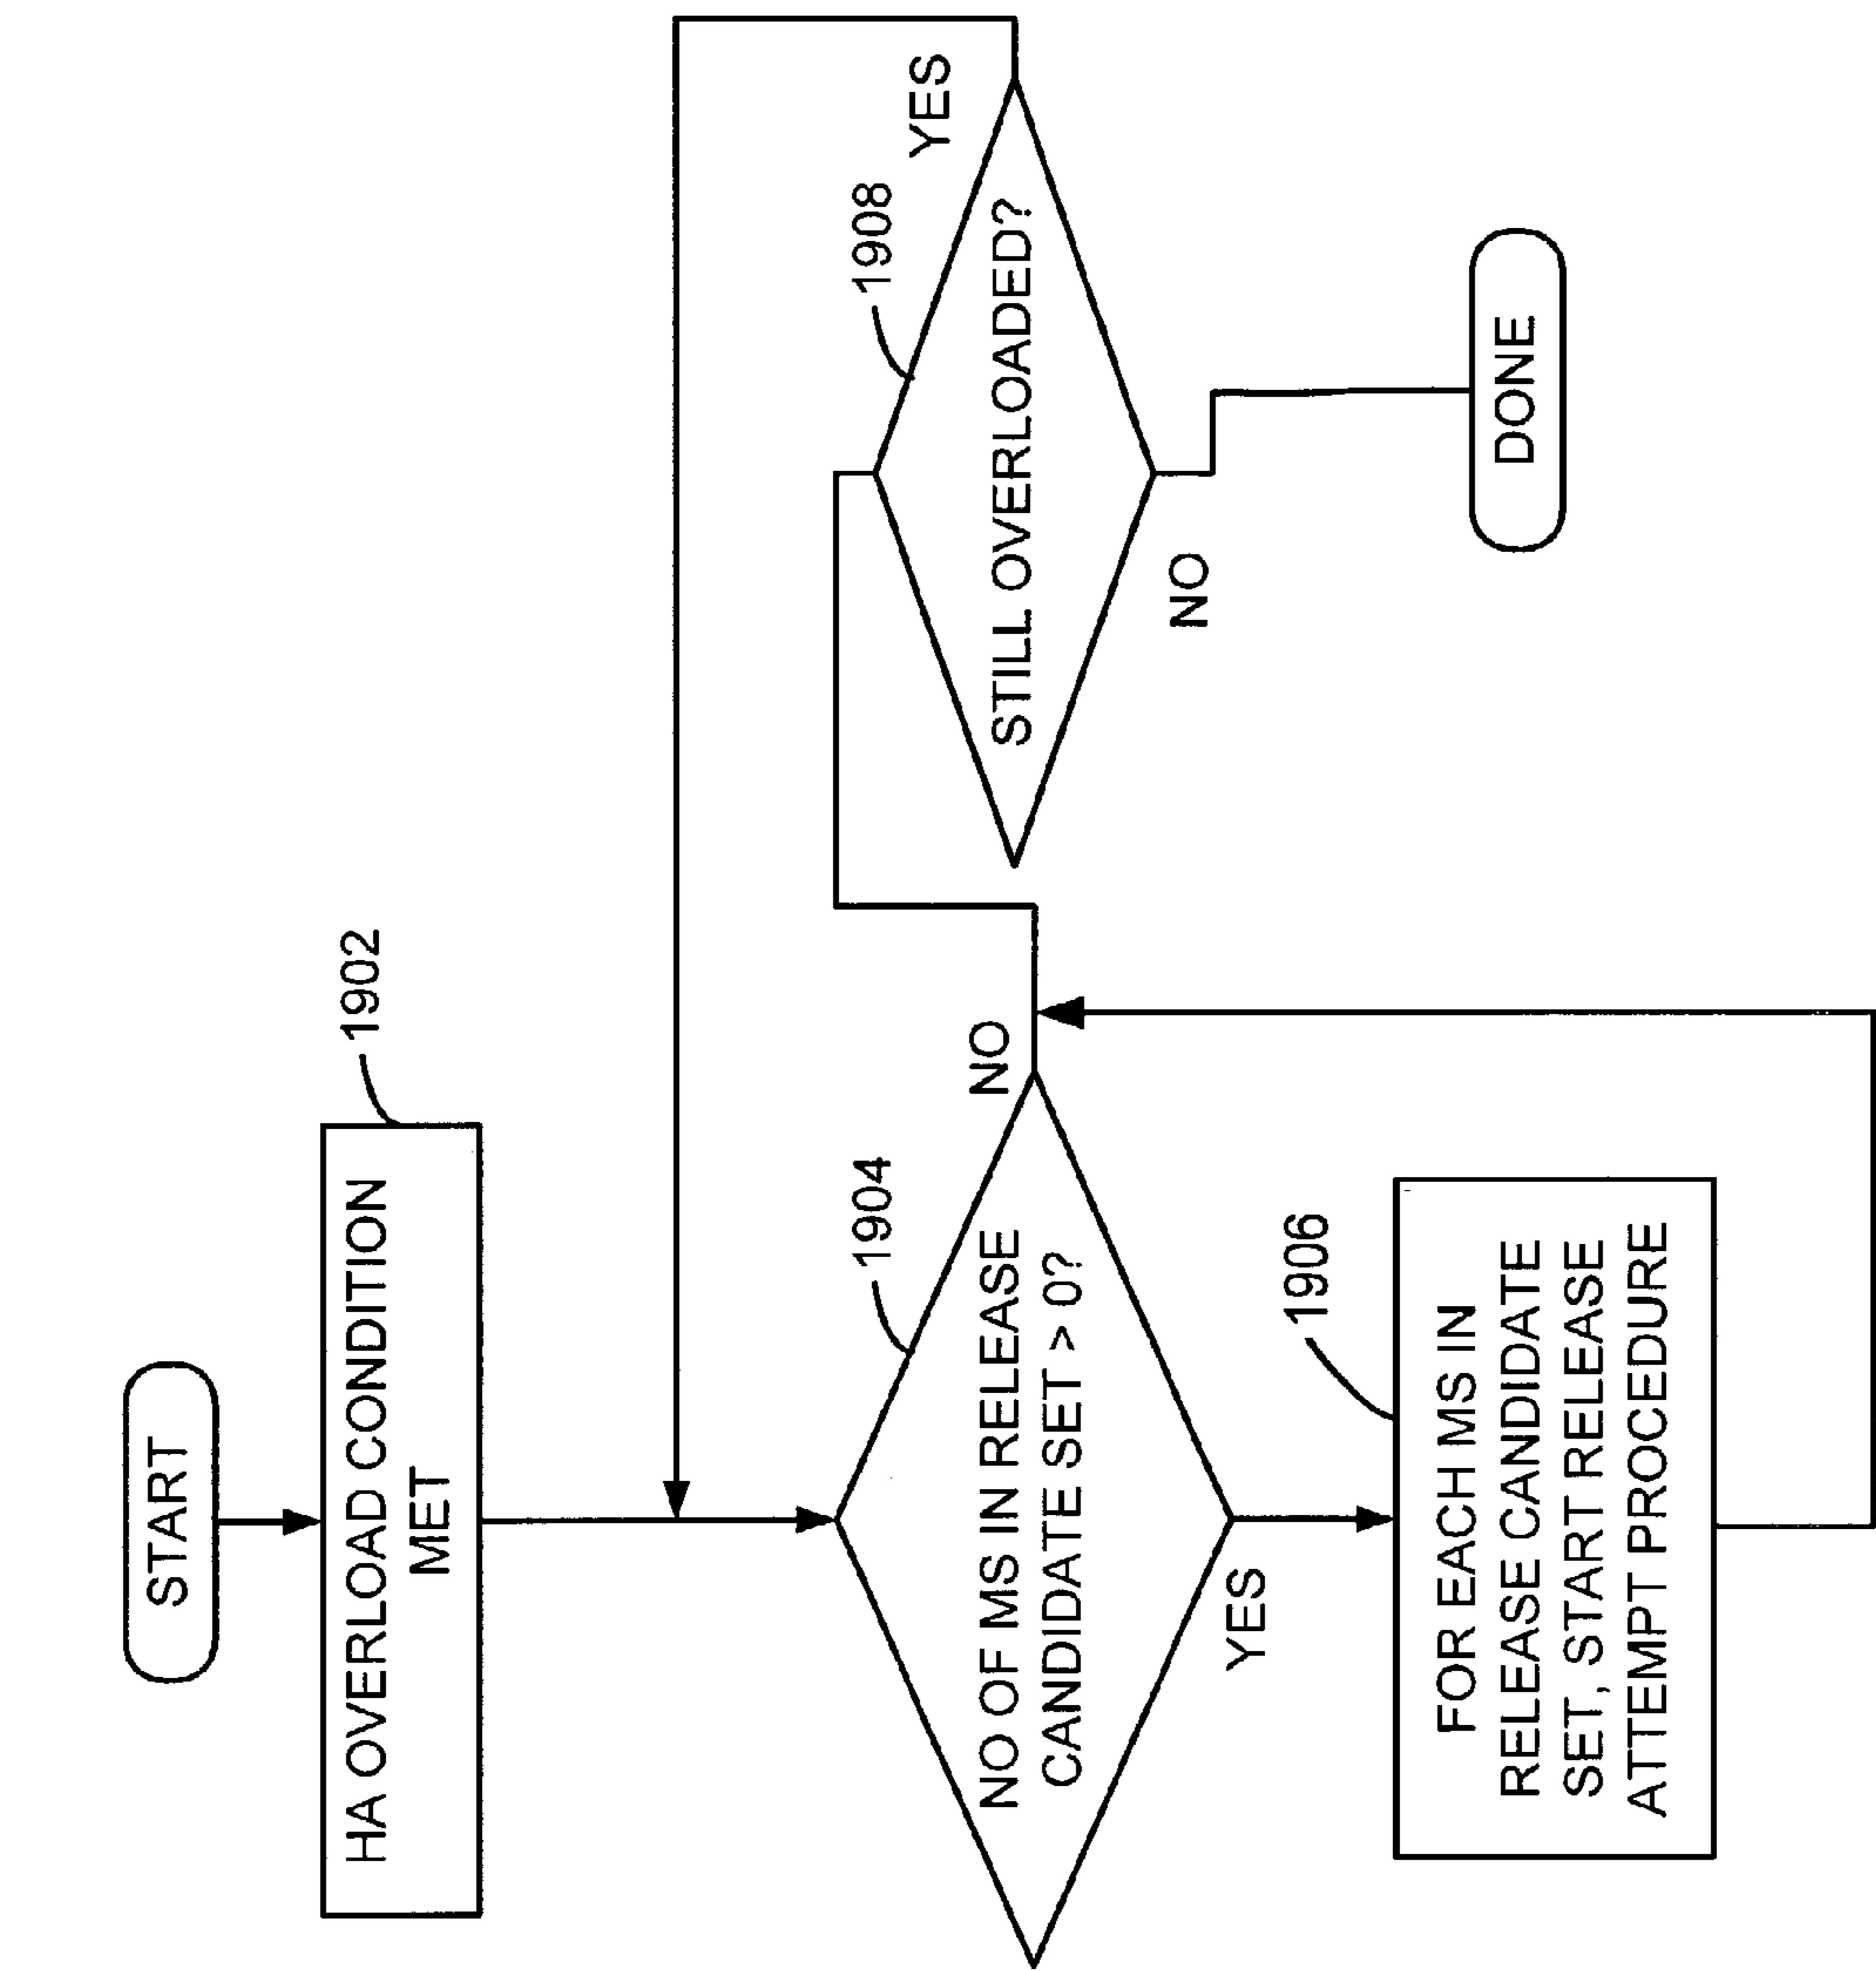 START
HA OVERLOAD CONDITION
MET
1902
NO OF MS IN RELEASE
CANDIDATE SET > 0?
1904
NO
YES
FOR EACH MS IN
RELEASE CANDIDATE
SET, START RELEASE
ATTEMPT PROCEDURE
1906
STILL OVERLOADED?
1908
YES
NO
DONE